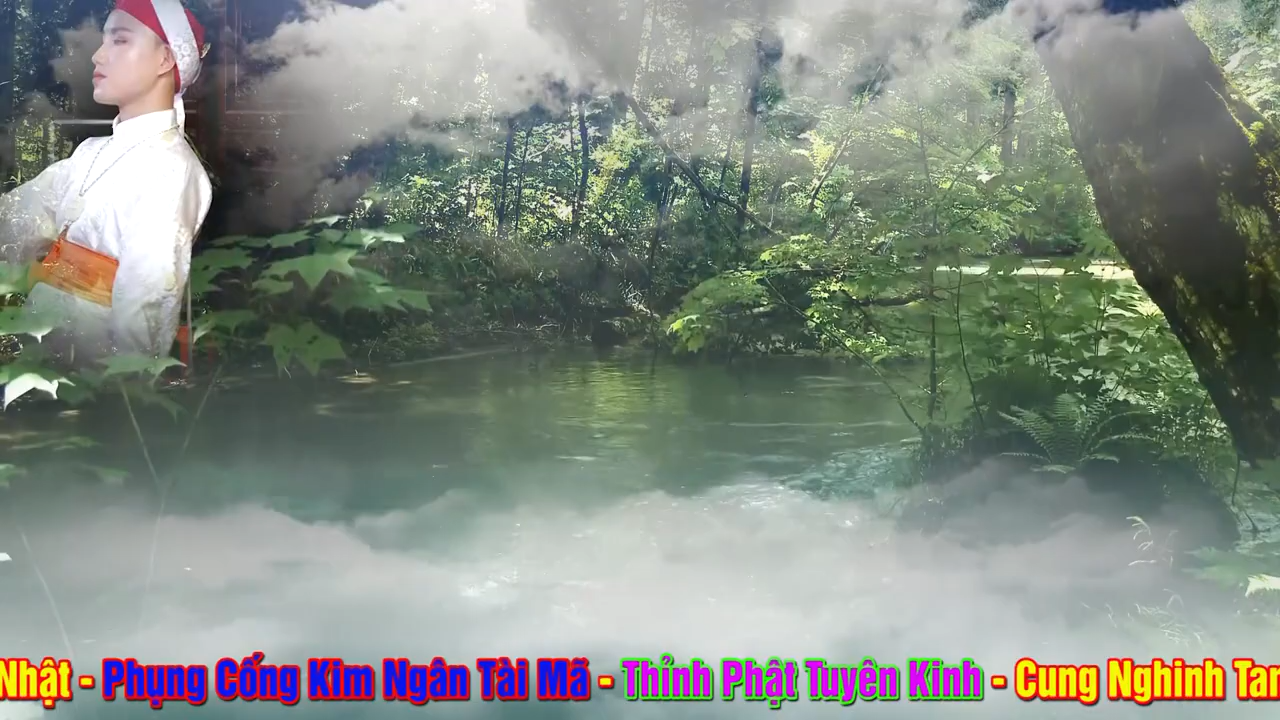 Nhật - Phụng Cống Kim Ngân Tài Mã - Thỉnh Phật Tuyên Kinh - Cung Nghinh